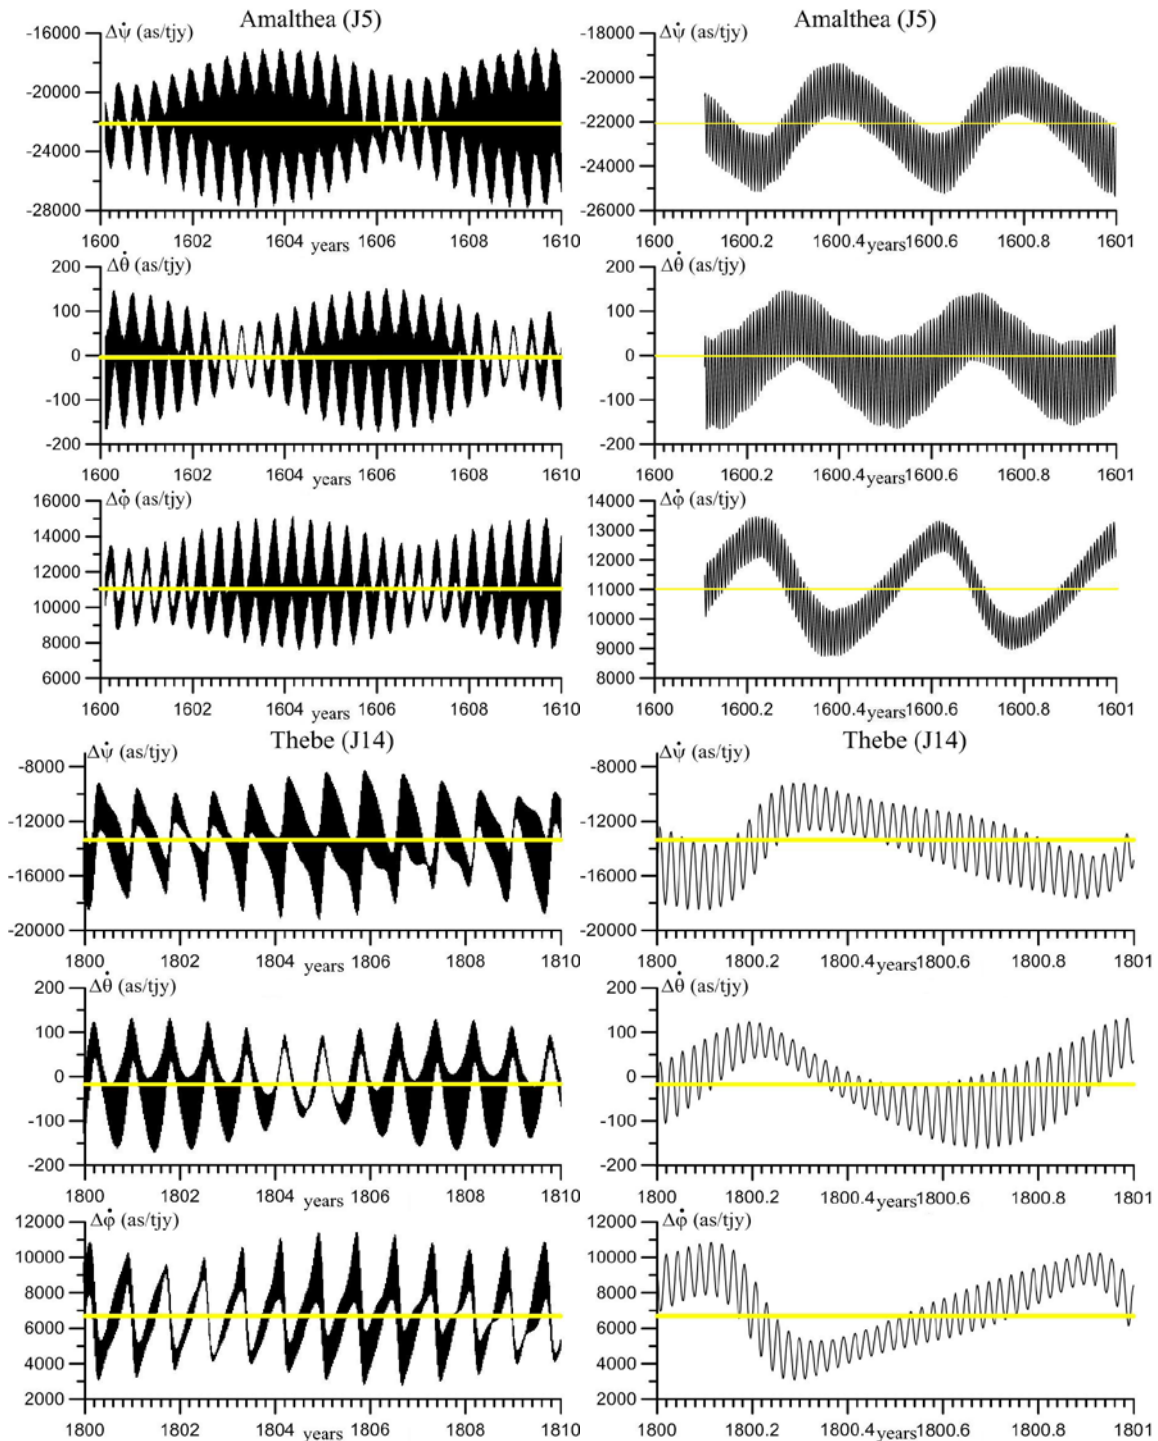 Amalthea (J5)
Δψ̇ (as/tjy)
-16000
-20000
-24000
-28000
1600 1602 1604 years 1606 1608 1610
Amalthea (J5)
Δψ̇ (as/tjy)
-18000
-20000
-22000
-24000
-26000
1600 1600.2 1600.4 years 1600.6 1600.8 1601
Δθ̇ (as/tjy)
200
100
0
-100
-200
1600 1602 1604 years 1606 1608 1610
Δθ̇ (as/tjy)
200
100
0
-100
-200
1600 1600.2 1600.4 years 1600.6 1600.8 1601
Δφ̇ (as/tjy)
16000
14000
12000
10000
8000
6000
1600 1602 1604 years 1606 1608 1610
Δφ̇ (as/tjy)
14000
13000
12000
11000
10000
9000
8000
1600 1600.2 1600.4 years 1600.6 1600.8 1601
Thebe (J14)
Δψ̇ (as/tjy)
-8000
-12000
-16000
-20000
1800 1802 1804 years 1806 1808 1810
Thebe (J14)
Δψ̇ (as/tjy)
-8000
-12000
-16000
-20000
1800 1800.2 1800.4 years 1800.6 1800.8 1801
Δθ̇ (as/tjy)
200
100
0
-100
-200
1800 1802 1804 years 1806 1808 1810
Δθ̇ (as/tjy)
200
100
0
-100
-200
1800 1800.2 1800.4 years 1800.6 1800.8 1801
Δφ̇ (as/tjy)
12000
10000
8000
6000
4000
2000
1800 1802 1804 years 1806 1808 1810
Δφ̇ (as/tjy)
12000
10000
8000
6000
4000
2000
1800 1800.2 1800.4 years 1800.6 1800.8 1801